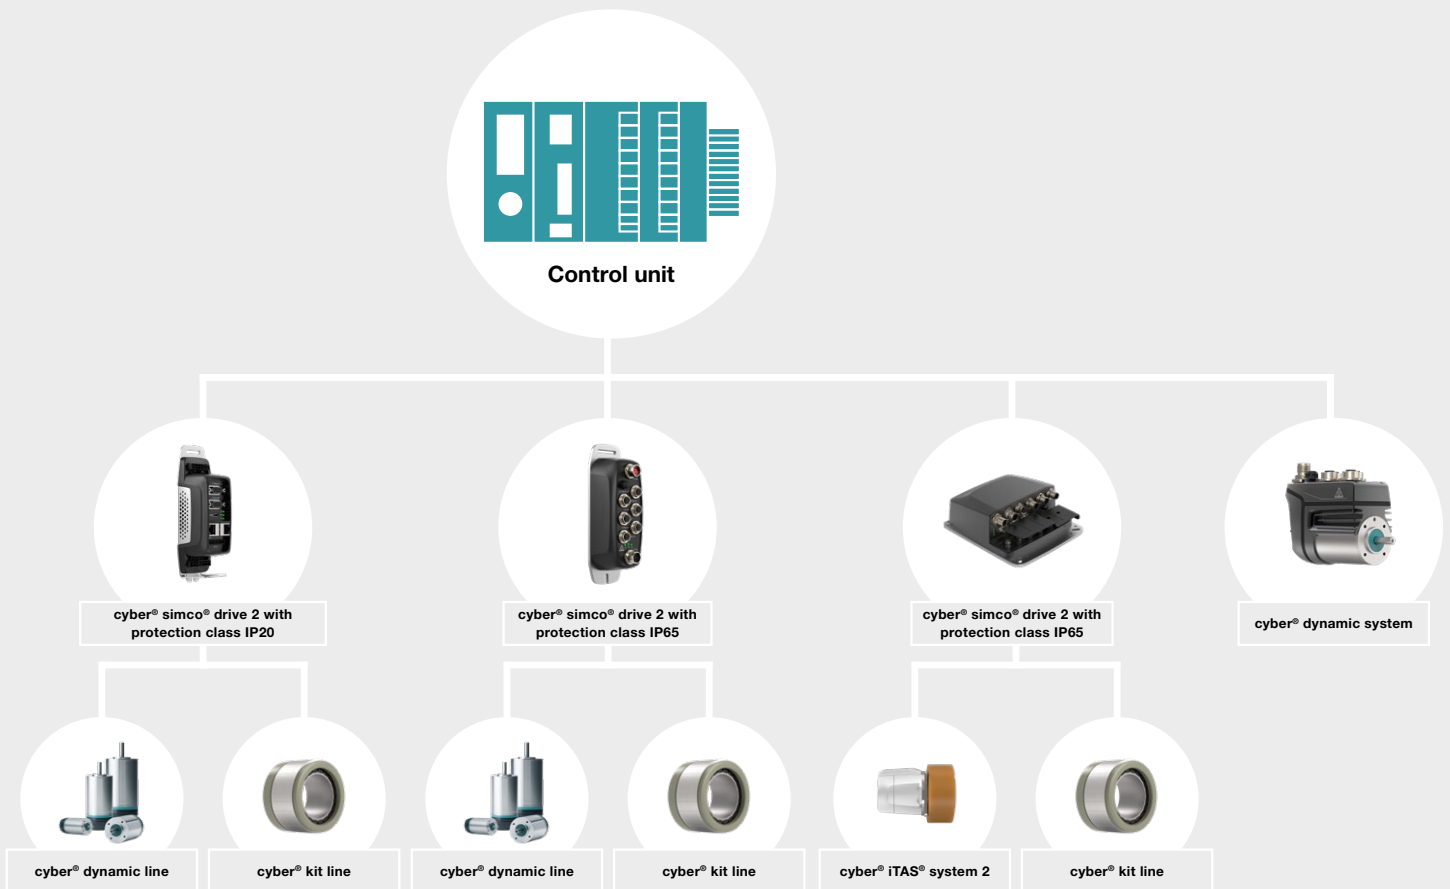 Control unit
cyber® simco® drive 2 with
protection class IP20
cyber® simco® drive 2 with
protection class IP65
cyber® simco® drive 2 with
protection class IP65
cyber® dynamic system
cyber® dynamic line
cyber® kit line
cyber® dynamic line
cyber® kit line
cyber® iTAS® system 2
cyber® kit line